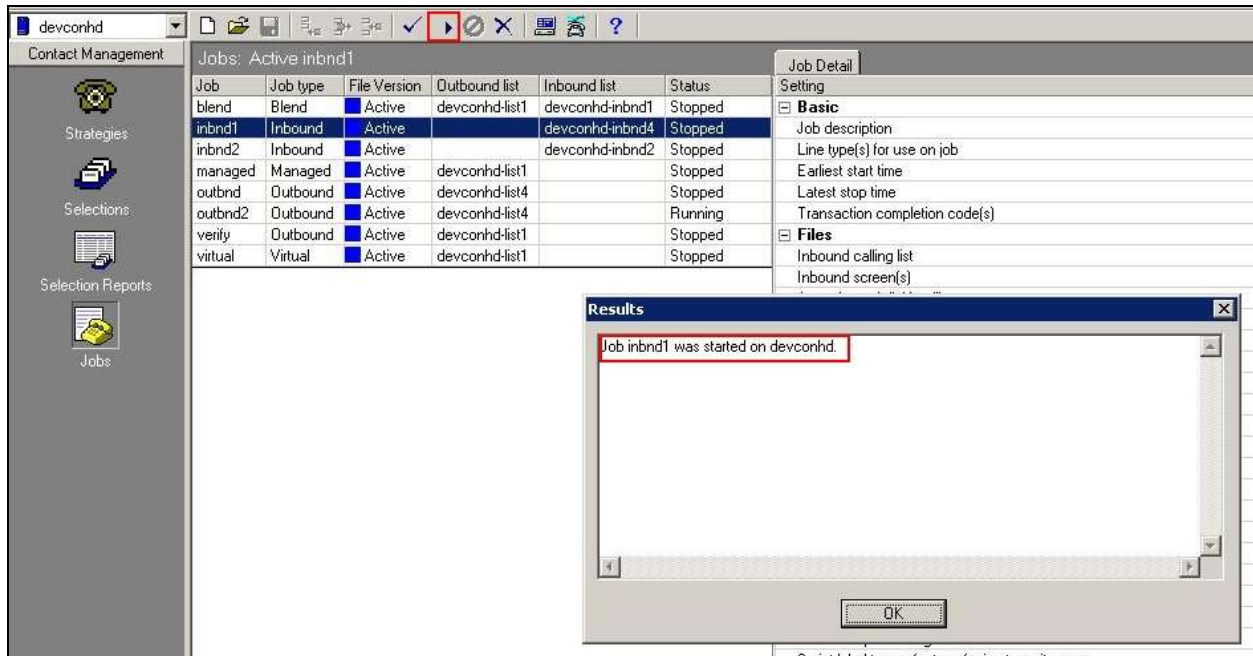 devconhd
?
Contact Management
Strategies
Selections
Selection Reports
Jobs
Jobs: Active inbnd1
Job Job type File Version Outbound list Inbound list Status
blend Blend Active devconhd-list1 devconhd-inbnd1 Stopped
inbnd1 Inbound Active devconhd-inbnd4 Stopped
inbnd2 Inbound Active devconhd-inbnd2 Stopped
managed Managed Active devconhd-list1 Stopped
outbnd Outbound Active devconhd-list4 Stopped
outbnd2 Outbound Active devconhd-list4 Running
verify Outbound Active devconhd-list1 Stopped
virtual Virtual Active devconhd-list1 Stopped
Job Detail
Setting
Basic
Job description
Line type(s) for use on job
Earliest start time
Latest stop time
Transaction completion code(s)
Files
Inbound calling list
Inbound screen(s)
Results
Job inbnd1 was started on devconhd.
OK